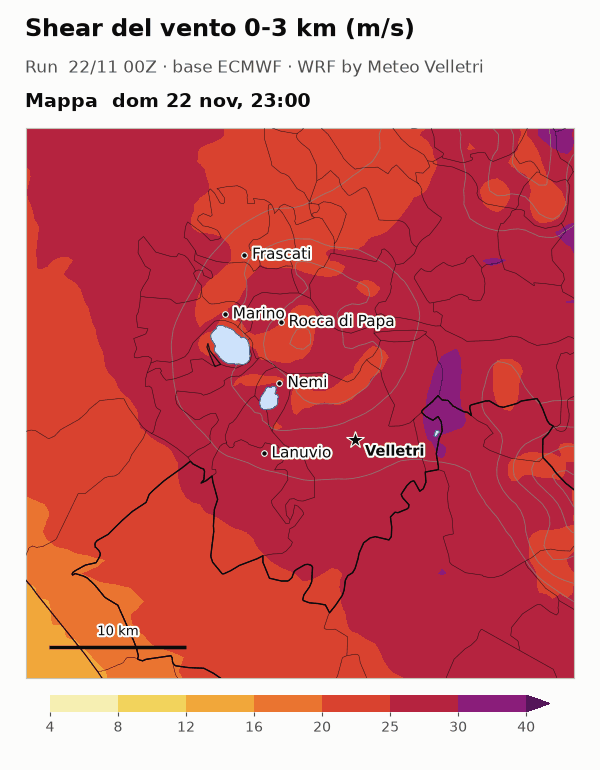 Shear del vento 0-3 km (m/s)
Run  22/11 00Z · base ECMWF · WRF by Meteo Velletri
Mappa  dom 22 nov, 23:00
Frascati
Marino
Rocca di Papa
Nemi
Velletri
Lanuvio
10 km
4 8 12 16 20 25 30 40